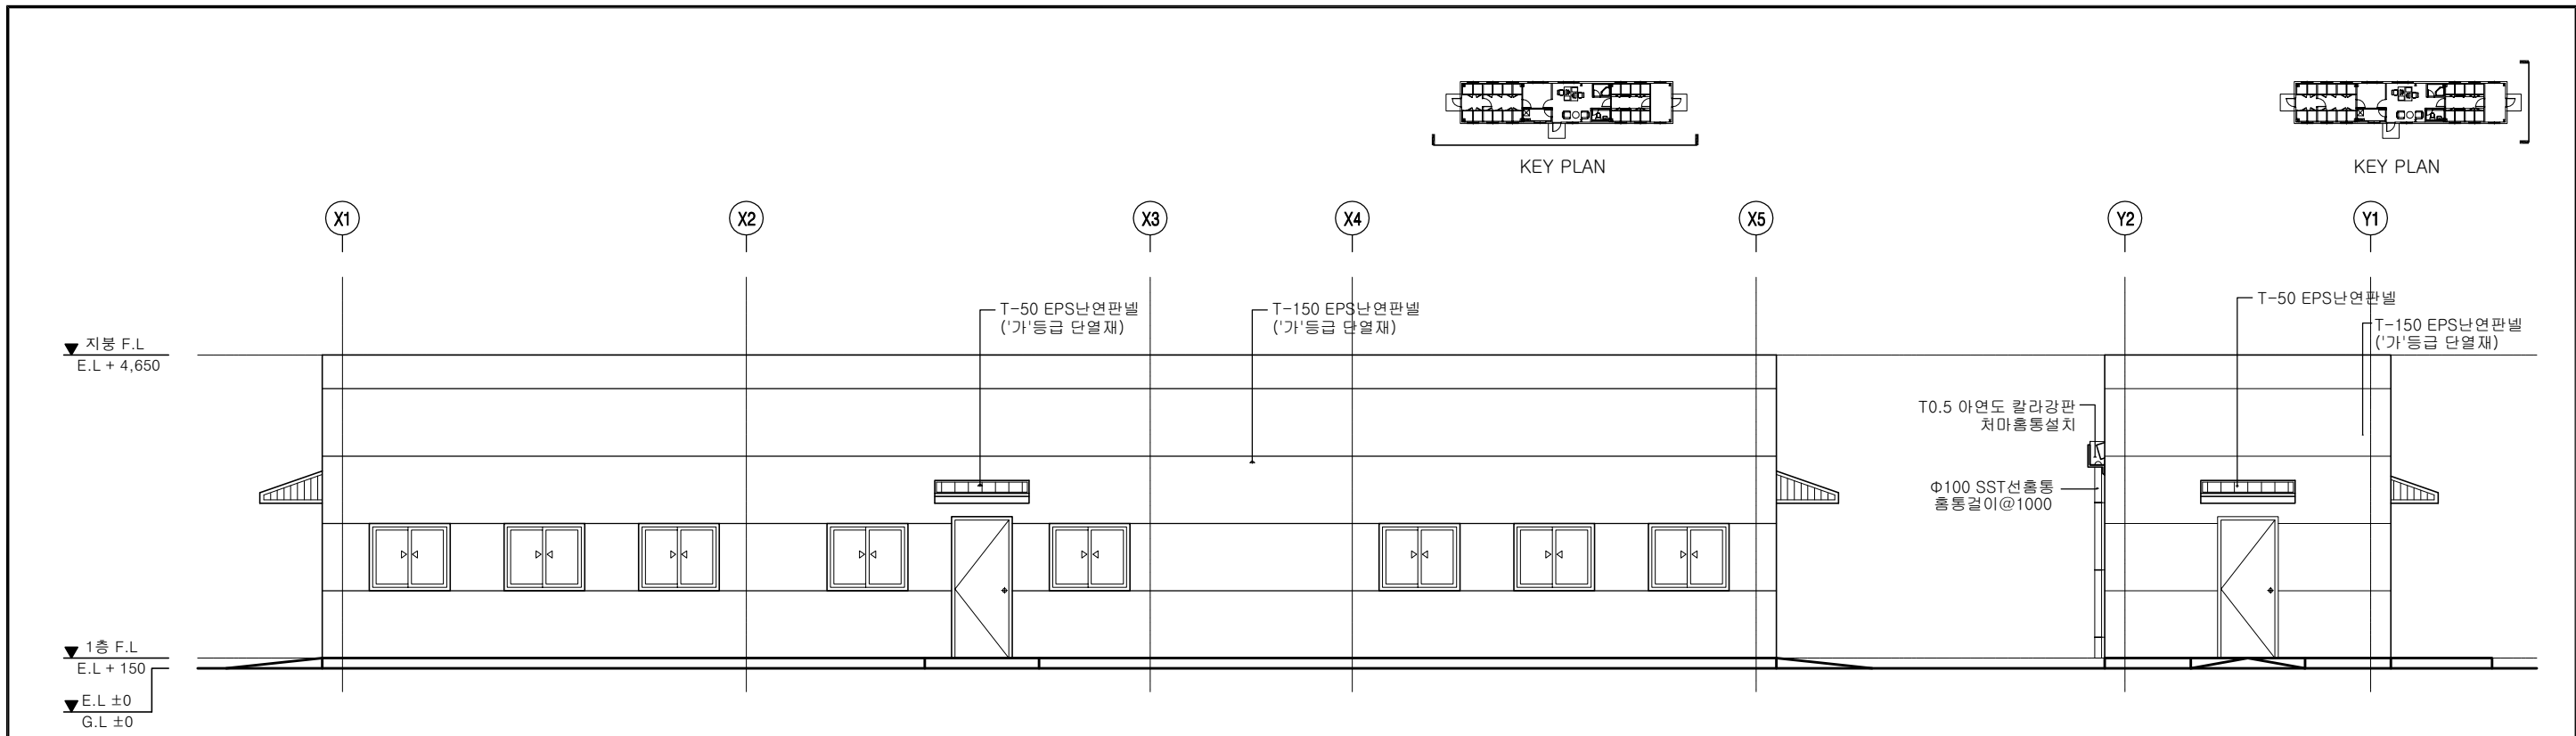 KEY PLAN
KEY PLAN
X1
X2
X3
X4
X5
Y2
Y1
T-50 EPS난연판넬
('가'등급 단열재)
T-150 EPS난연판넬
('가'등급 단열재)
T-50 EPS난연판넬
T-150 EPS난연판넬
('가'등급 단열재)
지붕 F.L
E.L + 4,650
T0.5 아연도 칼라강판
처마홈통설치
Φ100 SST선홈통
홈통걸이@1000
1층 F.L
E.L + 150
E.L ±0
G.L ±0